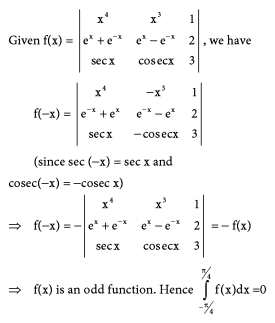 x⁴ x³ 1
Given f(x) = | eˣ + e⁻ˣ eˣ − e⁻ˣ 2 | , we have
sec x cosec x 3
x⁴ −x³ 1
f(−x) = | e⁻ˣ + eˣ e⁻ˣ − eˣ 2 |
sec x − cosec x 3
(since sec (−x) = sec x and
cosec(−x) = −cosec x)
x⁴ x³ 1
⇒ f(−x) = − | eˣ + e⁻ˣ eˣ − e⁻ˣ 2 | = − f(x)
sec x cosec x 3
⇒ f(x) is an odd function. Hence ∫ from −π/4 to π/4 f(x)dx =0